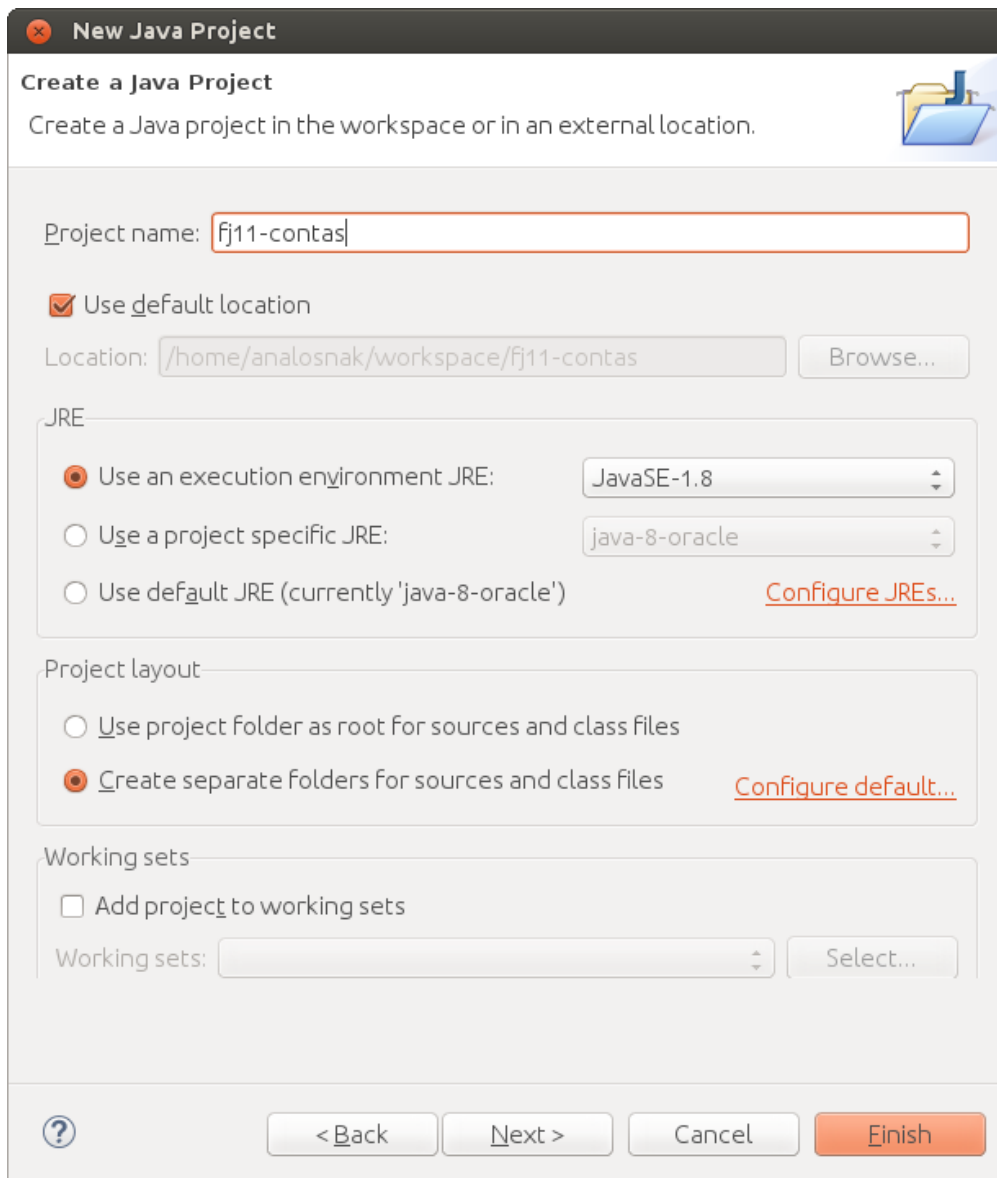 New Java Project
Create a Java Project
Create a Java project in the workspace or in an external location.
Project name: fj11-contas
Use default location
Location: /home/analosnak/workspace/fj11-contas Browse...
JRE
Use an execution environment JRE: JavaSE-1.8
Use a project specific JRE: java-8-oracle
Use default JRE (currently 'java-8-oracle') Configure JREs...
Project layout
Use project folder as root for sources and class files
Create separate folders for sources and class files Configure default...
Working sets
Add project to working sets
Working sets: Select...
? < Back Next > Cancel Finish